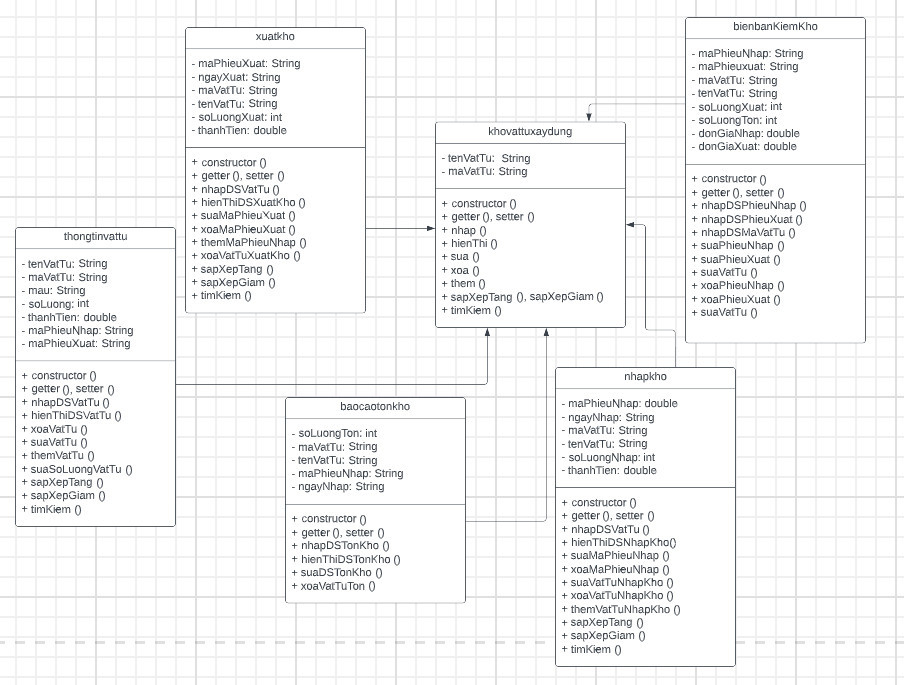 xuatkho
- maPhieuXuat: String
- ngayXuat: String
- maVatTu: String
- tenVatTu: String
- soLuongXuat: int
- thanhTien: double
+ constructor ()
+ getter (), setter ()
+ nhapDSVatTu ()
+ hienThiDSXuatKho ()
+ suaMaPhieuXuat ()
+ xoaMaPhieuXuat ()
+ themMaPhieuNhap ()
+ xoaVatTuXuatKho ()
+ sapXepTang ()
+ sapXepGiam ()
+ timKiem ()
bienbanKiemKho
- maPhieuNhap: String
- maPhieuxuat: String
- maVatTu: String
- tenVatTu: String
- soLuongXuat: int
- soLuongTon: int
- donGiaNhap: double
- donGiaXuat: double
+ constructor ()
+ getter (), setter ()
+ nhapDSPhieuNhap ()
+ nhapDSPhieuXuat ()
+ nhapDSMaVatTu ()
+ suaPhieuNhap ()
+ suaPhieuXuat ()
+ suaVatTu ()
+ xoaPhieuNhap ()
+ xoaPhieuXuat ()
+ suaVatTu ()
khovattuxaydung
- tenVatTu: String
- maVatTu: String
+ constructor ()
+ getter (), setter ()
+ nhap ()
+ hienThi ()
+ sua ()
+ xoa ()
+ them ()
+ sapXepTang (), sapXepGiam ()
+ timKiem ()
thongtinvattu
- tenVatTu: String
- maVatTu: String
- mau: String
- soLuong: int
- thanhTien: double
- maPhieuNhap: String
- maPhieuXuat: String
+ constructor ()
+ getter (), setter ()
+ nhapDSVatTu ()
+ hienThiDSVatTu ()
+ xoaVatTu ()
+ suaVatTu ()
+ themVatTu ()
+ suaSoLuongVatTu ()
+ sapXepTang ()
+ sapXepGiam ()
+ timKiem ()
baocaotonkho
- soLuongTon: int
- maVatTu: String
- tenVatTu: String
- maPhieuNhap: String
- ngayNhap: String
+ constructor ()
+ getter (), setter ()
+ nhapDSTonKho ()
+ hienThiDSTonKho ()
+ suaDSTonKho ()
+ xoaVatTuTon ()
nhapkho
- maPhieuNhap: double
- ngayNhap: String
- maVatTu: String
- tenVatTu: String
- soLuongNhap: int
- thanhTien: double
+ constructor ()
+ getter (), setter ()
+ nhapDSVatTu ()
+ hienThiDSNhapKho()
+ suaMaPhieuNhap ()
+ xoaMaPhieuNhap ()
+ suaVatTuNhapKho ()
+ xoaVatTuNhapKho ()
+ themVatTuNhapKho ()
+ sapXepTang ()
+ sapXepGiam ()
+ timKiem ()